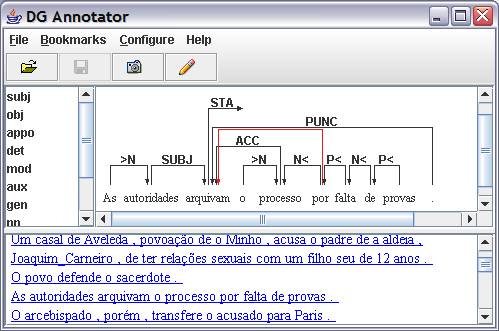 DG Annotator
File Bookmarks Configure Help
subj
obj
appo
det
mod
aux
gen
nn
STA
PUNC
ACC
>N SUBJ >N N< P< N< P<
As autoridades arquivam o processo por falta de provas .
Um casal de Aveleda , povoação de o Minho , acusa o padre de a aldeia ,
Joaquim_Carneiro , de ter relações sexuais com um filho seu de 12 anos .
O povo defende o sacerdote .
As autoridades arquivam o processo por falta de provas .
O arcebispado , porém , transfere o acusado para Paris .